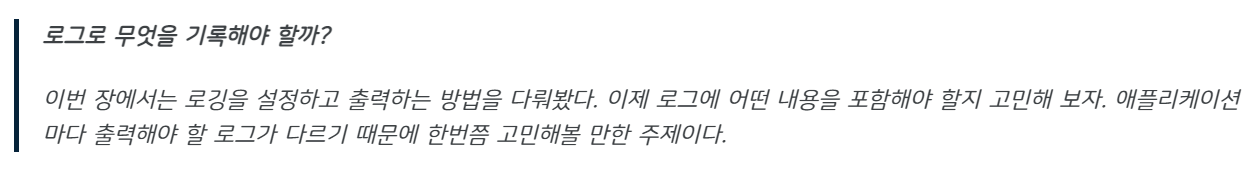 로그로 무엇을 기록해야 할까?
이번 장에서는 로깅을 설정하고 출력하는 방법을 다뤄봤다. 이제 로그에 어떤 내용을 포함해야 할지 고민해 보자. 애플리케이션
마다 출력해야 할 로그가 다르기 때문에 한번쯤 고민해볼 만한 주제이다.